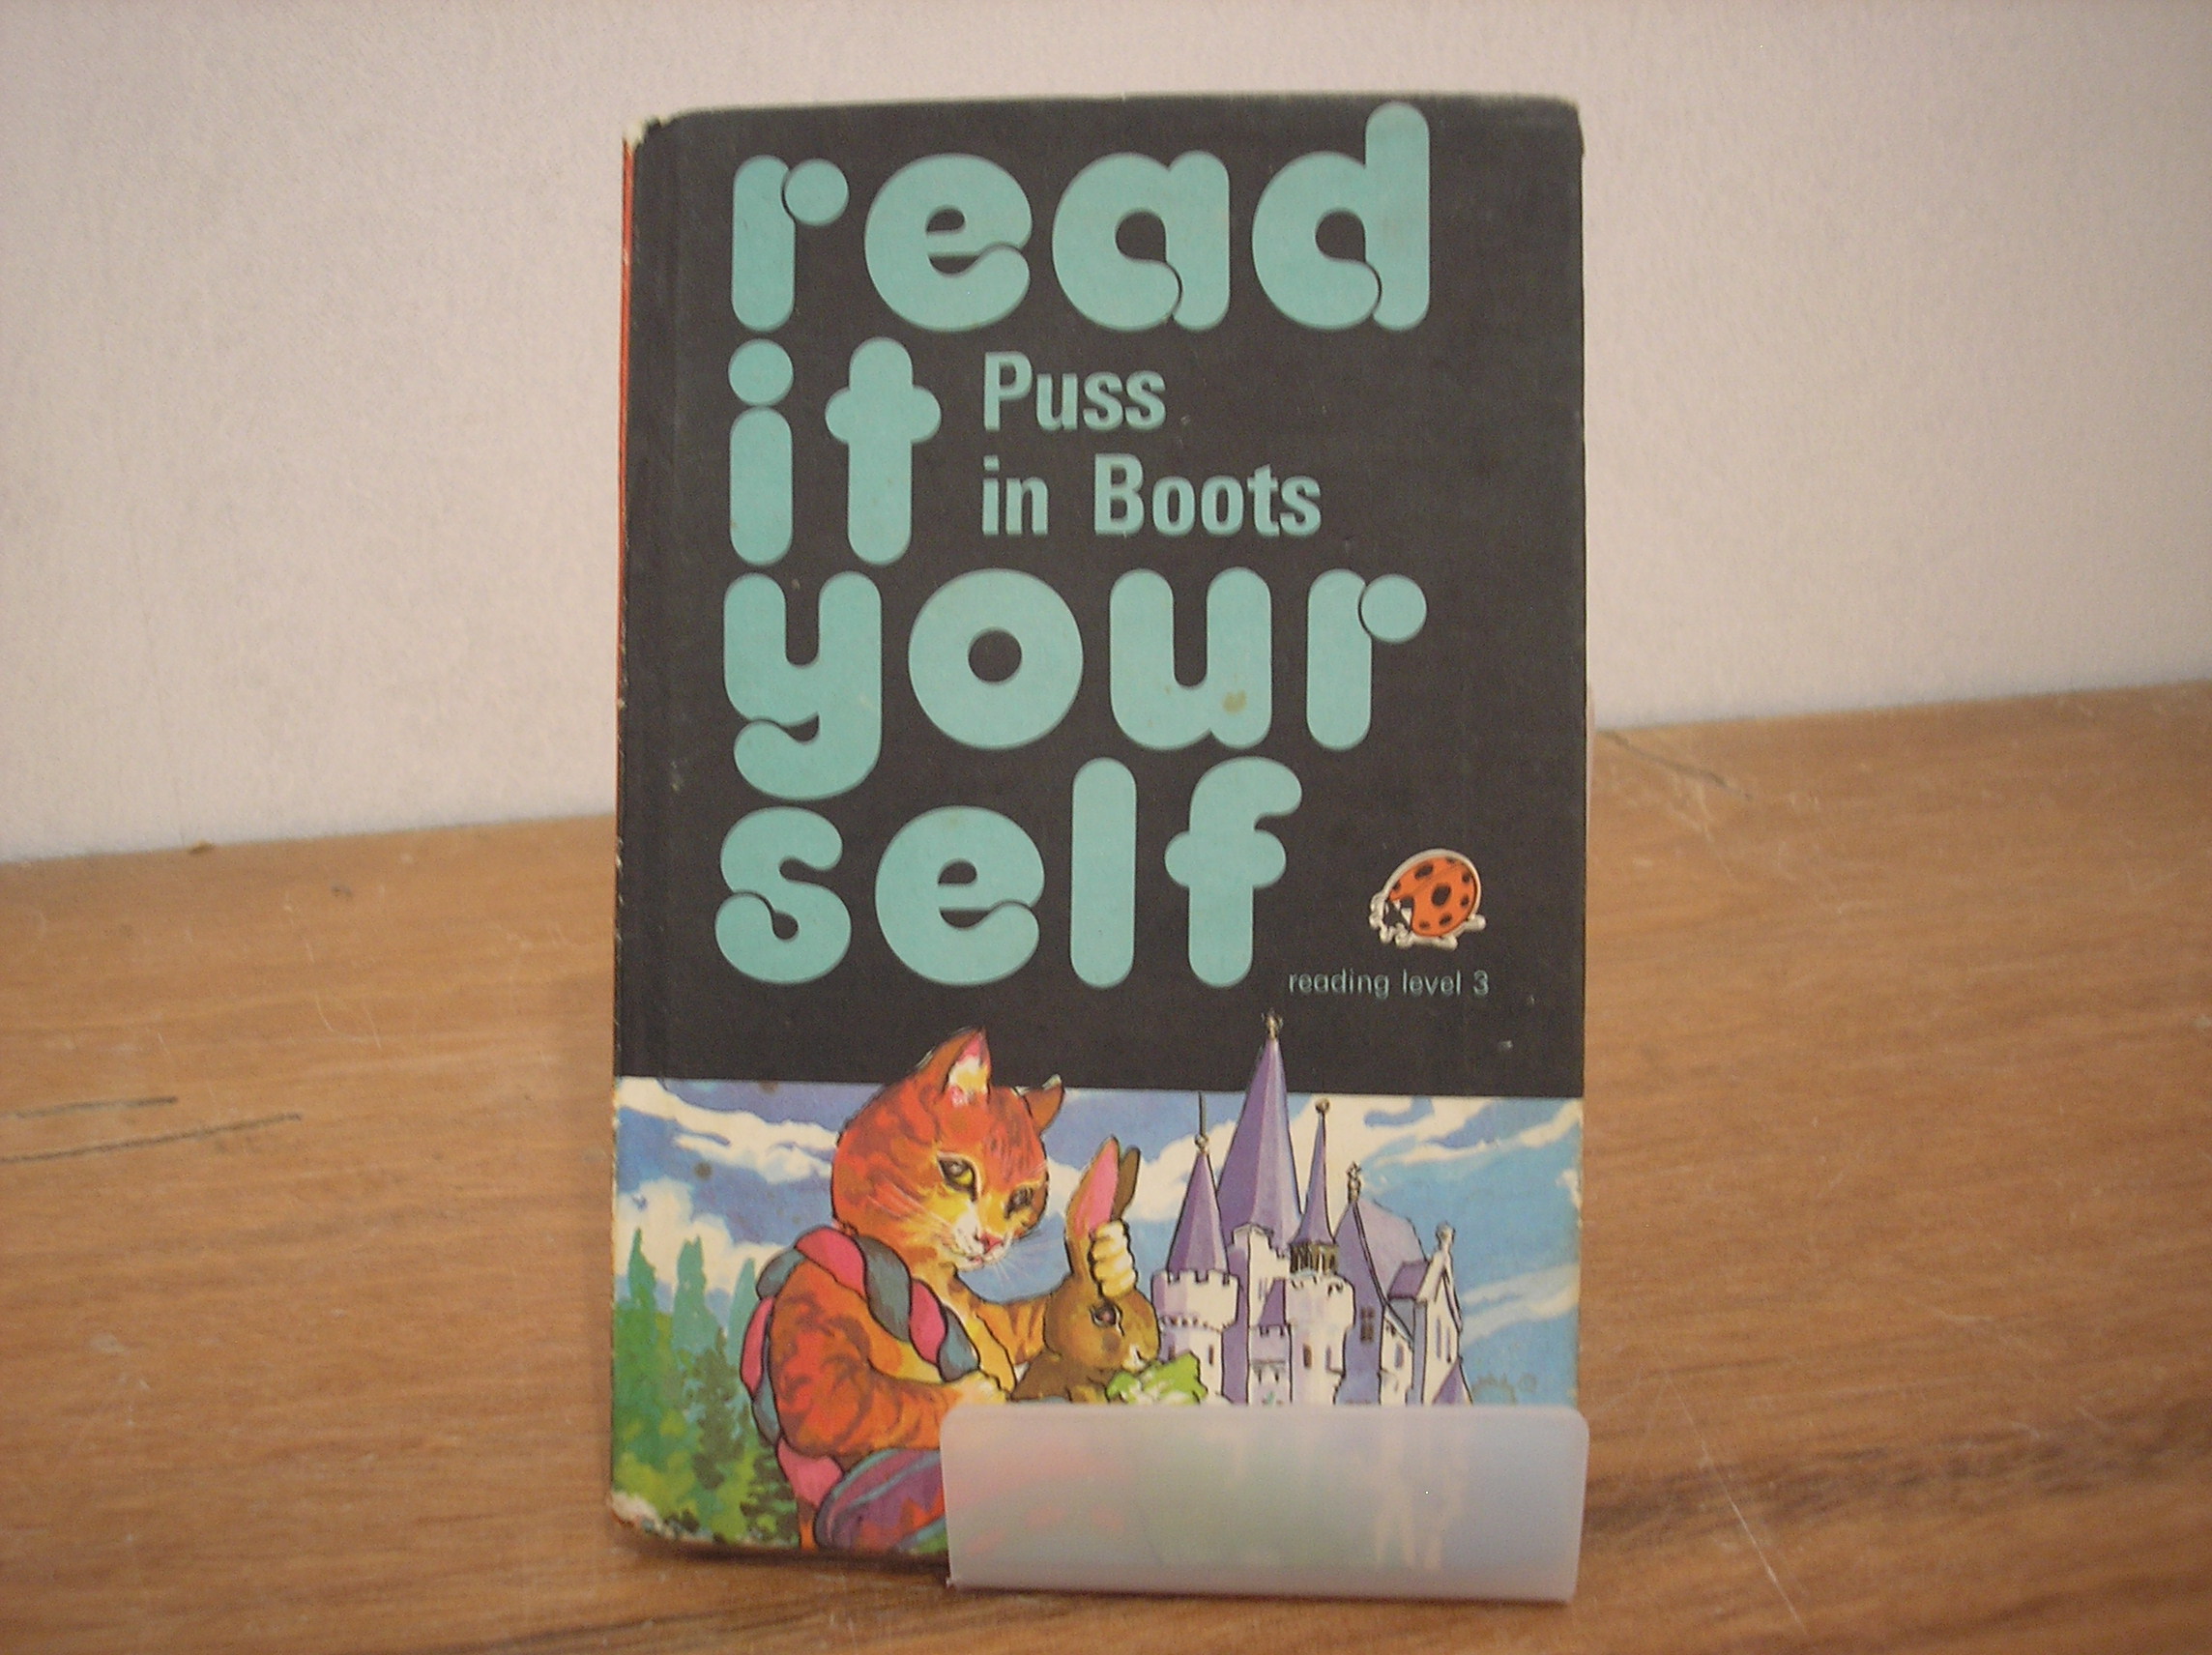 read
it
Puss
in Boots
your
self
reading level 3